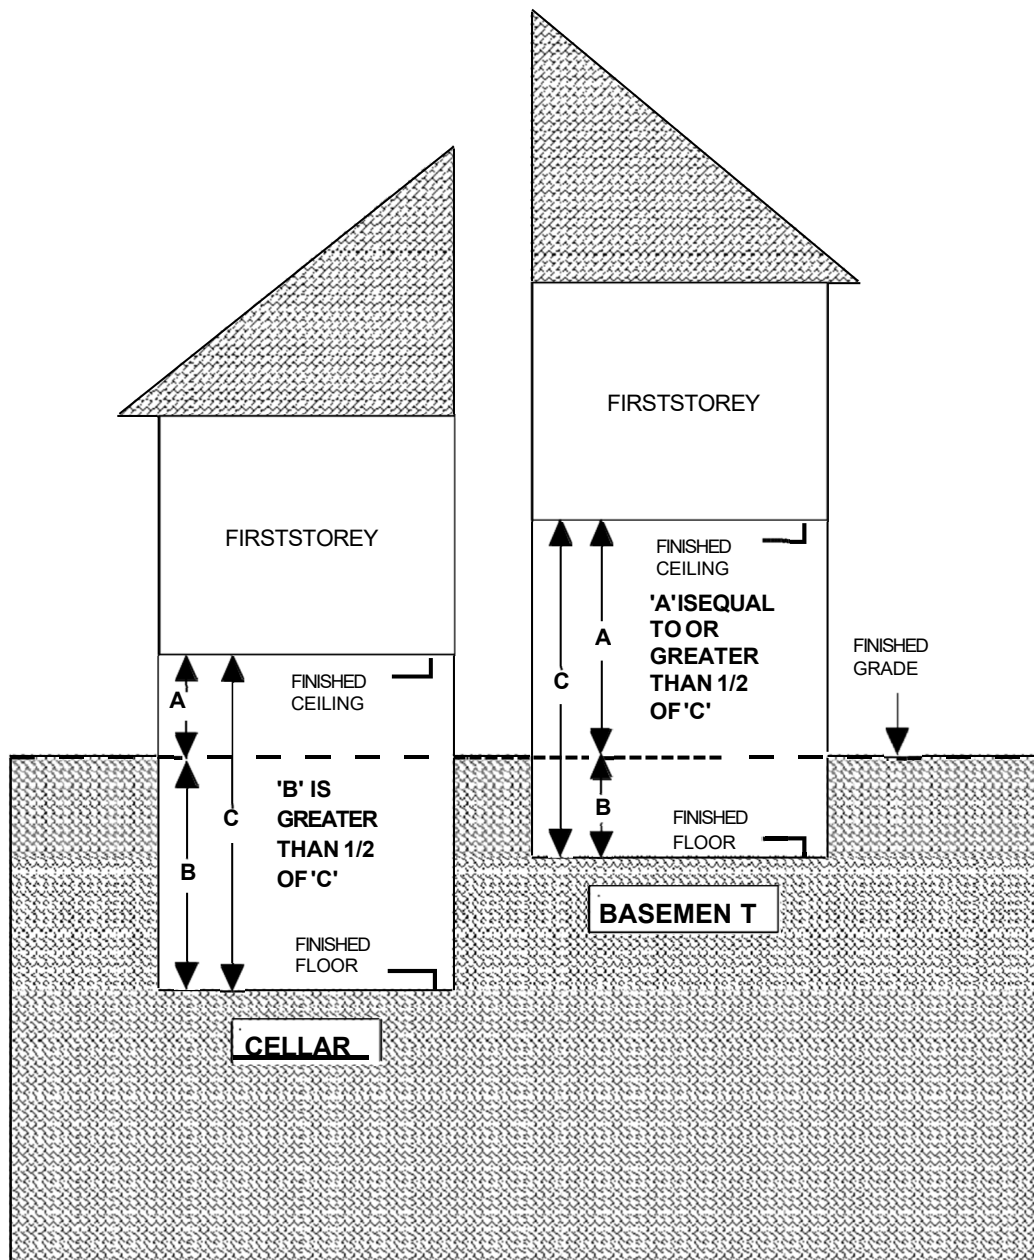 FIRSTSTOREY
FINISHED
CEILING
A
C
'B' IS
GREATER
THAN 1/2
OF 'C'
B
FINISHED
FLOOR
CELLAR
FIRSTSTOREY
FINISHED
CEILING
'A'ISEQUAL
TO OR
GREATER
THAN 1/2
OF 'C'
A
C
B
FINISHED
FLOOR
BASEMEN T
FINISHED
GRADE